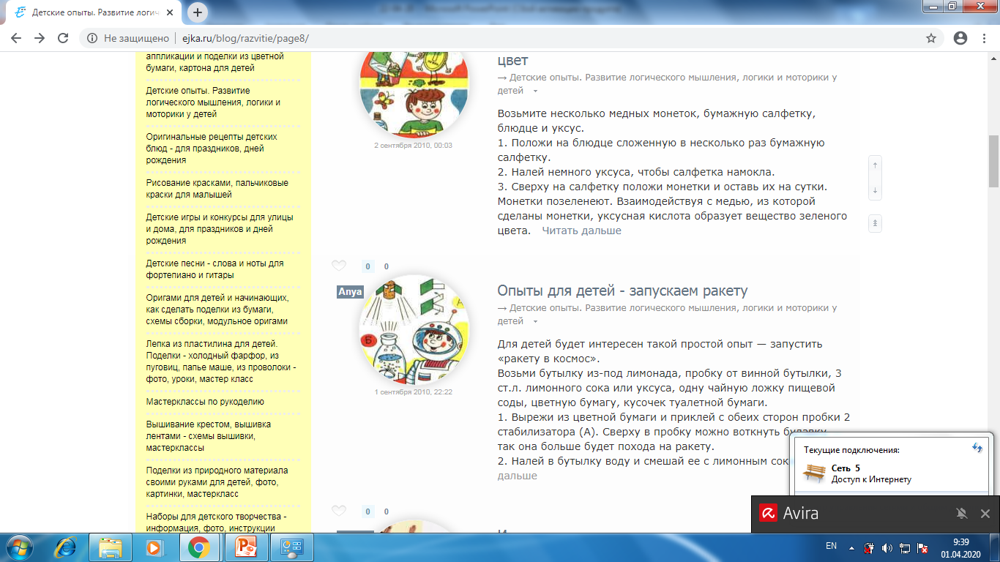 Детские опыты. Развитие логич
Не защищено
ejka.ru/blog/razvitie/page8/
аппликации и поделки из цветной
бумаги, картона для детей
Детские опыты. Развитие
логического мышления, логики и
моторики у детей
Оригинальные рецепты детских
блюд - для праздников, дней
рождения
Рисование красками, пальчиковые
краски для малышей
Детские игры и конкурсы для улицы
и дома, для праздников и дней
рождения
Детские песни - слова и ноты для
фортепиано и гитары
Оригами для детей и начинающих,
как сделать поделки из бумаги,
схемы сборки, модульное оригами
Лепка из пластилина для детей.
Поделки - холодный фарфор, из
пуговиц, папье маше, из проволоки -
фото, уроки, мастер класс
Мастерклассы по рукоделию
Вышивание крестом, вышивка
лентами - схемы вышивки,
мастерклассы
Поделки из природного материала
своими руками для детей, фото,
картинки, мастеркласс
Наборы для детского творчества -
информация, фото, инструкции
2 сентября 2010, 00:03
цвет
→ Детские опыты. Развитие логического мышления, логики и моторики у
детей
Возьмите несколько медных монеток, бумажную салфетку,
блюдце и уксус.
1. Положи на блюдце сложенную в несколько раз бумажную
салфетку.
2. Налей немного уксуса, чтобы салфетка намокла.
3. Сверху на салфетку положи монетки и оставь их на сутки.
Монетки позеленеют. Взаимодействуя с медью, из которой
сделаны монетки, уксусная кислота образует вещество зеленого
цвета. Читать дальше
0 0
Anya
Б
1 сентября 2010, 22:22
Опыты для детей - запускаем ракету
→ Детские опыты. Развитие логического мышления, логики и моторики у
детей
Для детей будет интересен такой простой опыт — запустить
«ракету в космос».
Возьми бутылку из-под лимонада, пробку от винной бутылки, 3
ст.л. лимонного сока или уксуса, одну чайную ложку пищевой
соды, цветную бумагу, кусочек туалетной бумаги.
1. Вырежи из цветной бумаги и приклей с обеих сторон пробки 2
стабилизатора (А). Сверху в пробку можно воткнуть булавку
так она больше будет похода на ракету.
2. Налей в бутылку воду и смешай ее с лимонным сок
дальше
0 0
Текущие подключения:
Сеть 5
Доступ к Интернету
Avira
EN
9:39
01.04.2020